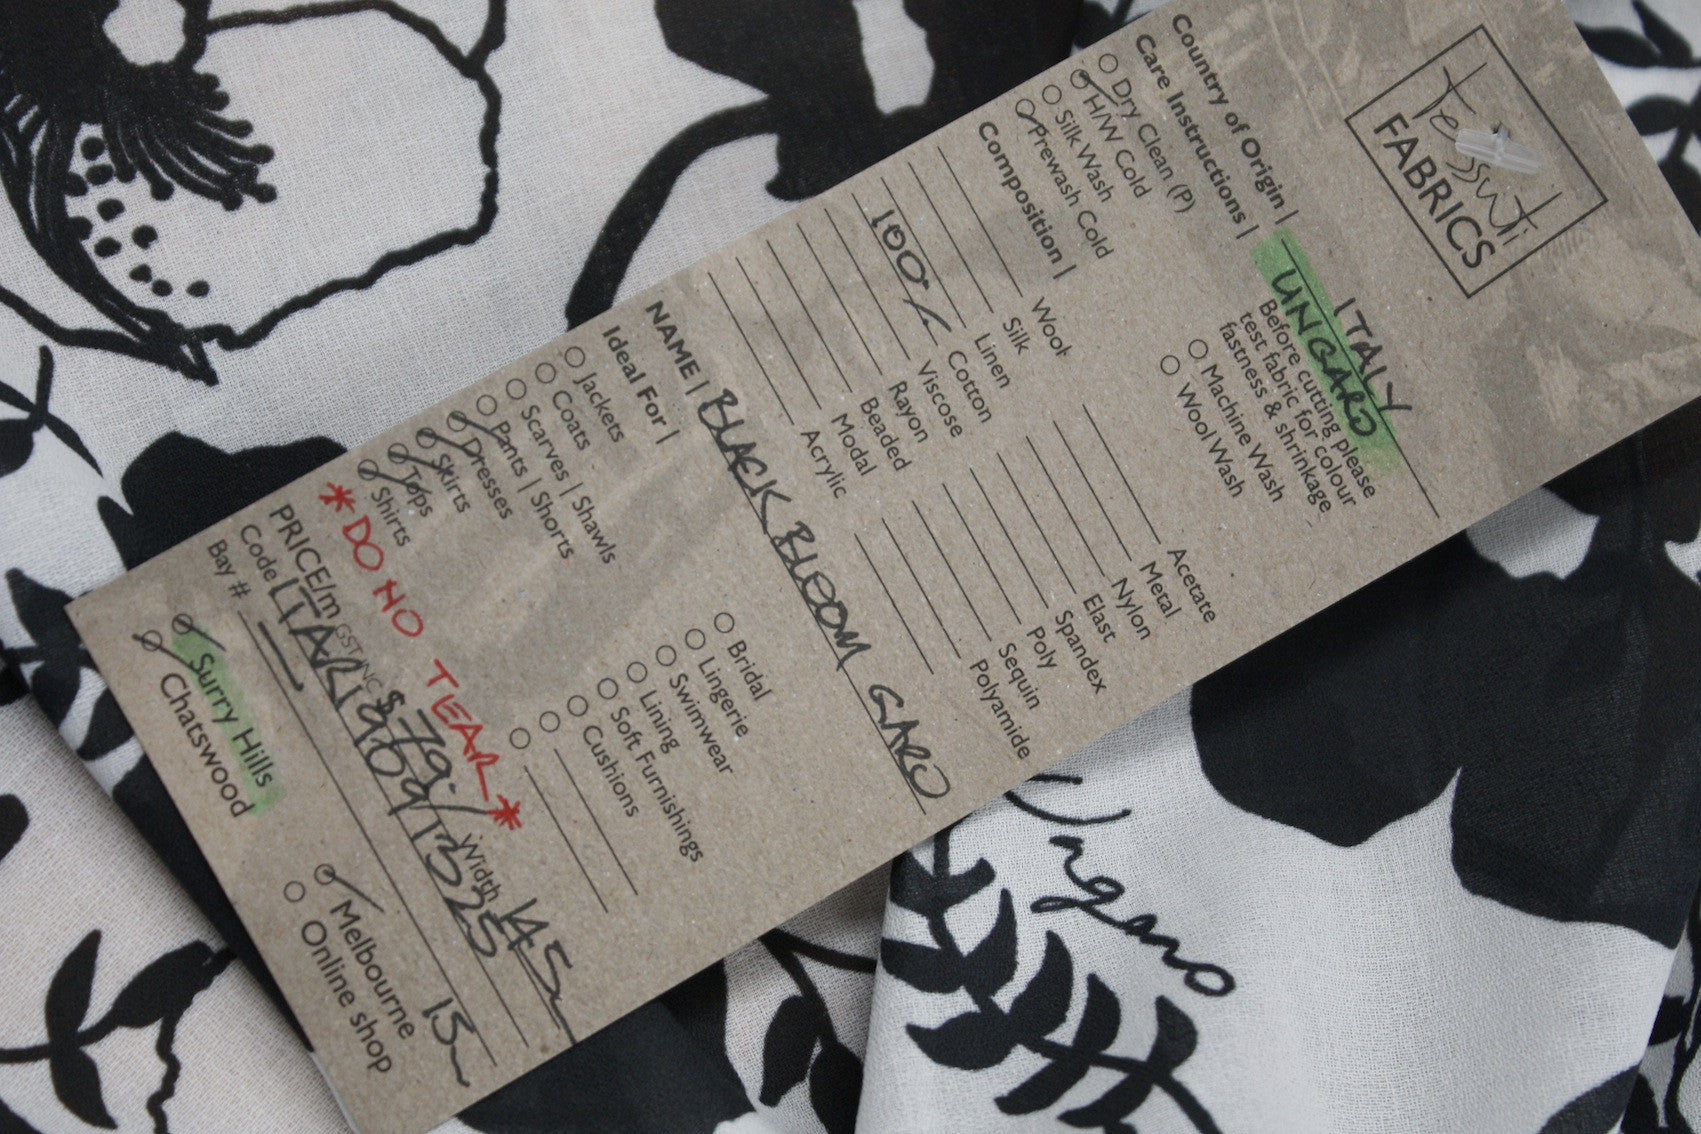 Tessuti
FABRICS
Country of Origin | ITALY
UNGARO
Care Instructions |
Before cutting please
test fabric for colour
fastness & shrinkage
Dry Clean (P)
H/W Cold
Silk Wash
Prewash Cold
Machine Wash
Wool Wash
Composition |
Wool
Silk
Linen
100% Cotton
Viscose
Rayon
Beaded
Modal
Acrylic
Acetate
Metal
Nylon
Elast
Spandex
Poly
Sequin
Polyamide
NAME | BLACK BLOOM GARO
Ideal For |
Jackets
Coats
Scarves | Shawls
Pants | Shorts
Dresses
Skirts
Tops
Shirts
Bridal
Lingerie
Swimwear
Lining
Soft Furnishings
Cushions
*DO NO TEAR*
PRICE/m GST INC $79.-/ Width 145
Code
Bay #
Surry Hills
Chatswood
Melbourne
Online shop
Ungaro